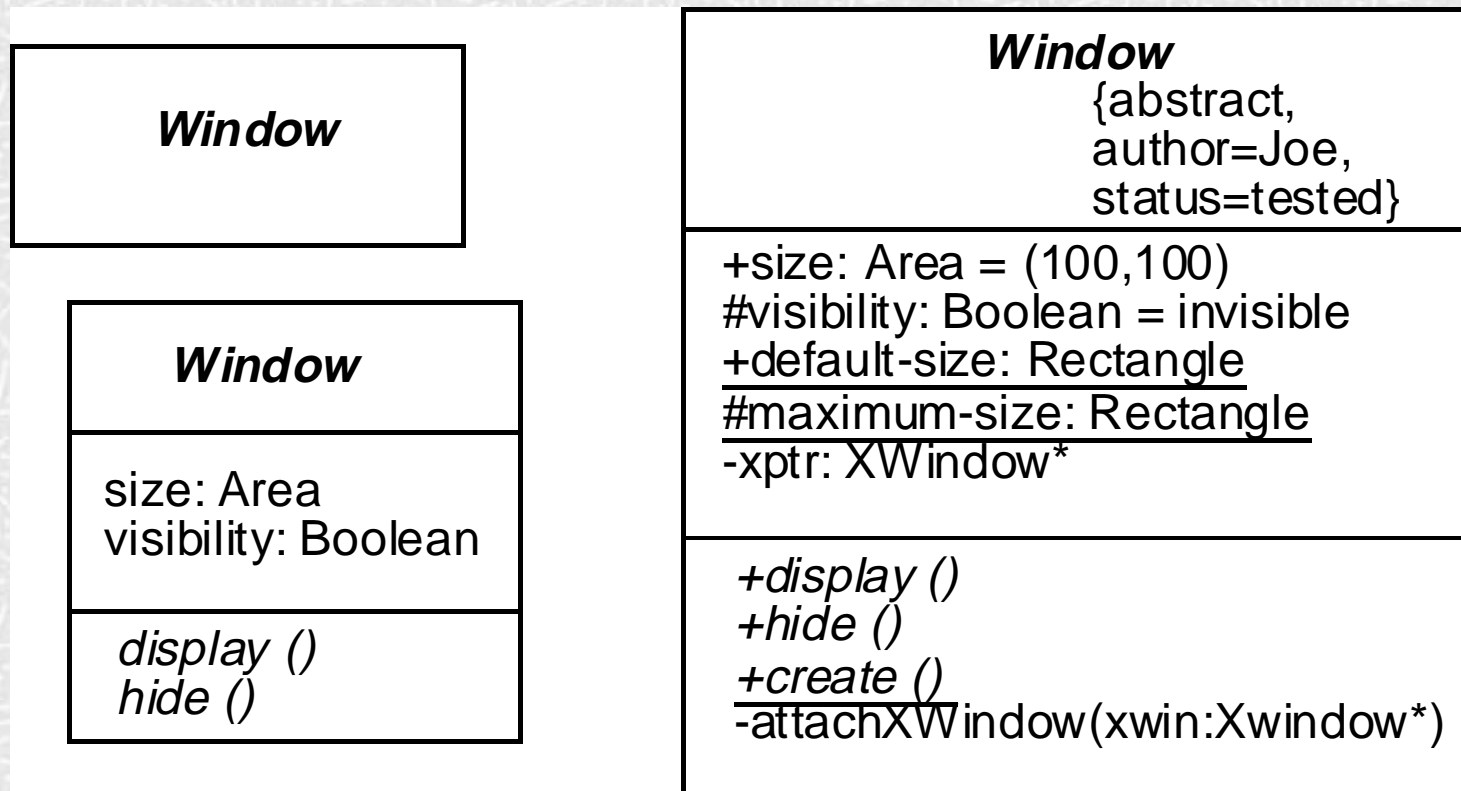 Window
Window
size: Area
visibility: Boolean
display ()
hide ()
Window
{abstract,
author=Joe,
status=tested}
+size: Area = (100,100)
#visibility: Boolean = invisible
+default-size: Rectangle
#maximum-size: Rectangle
-xptr: XWindow*
+display ()
+hide ()
+create ()
-attachXWindow(xwin:Xwindow*)